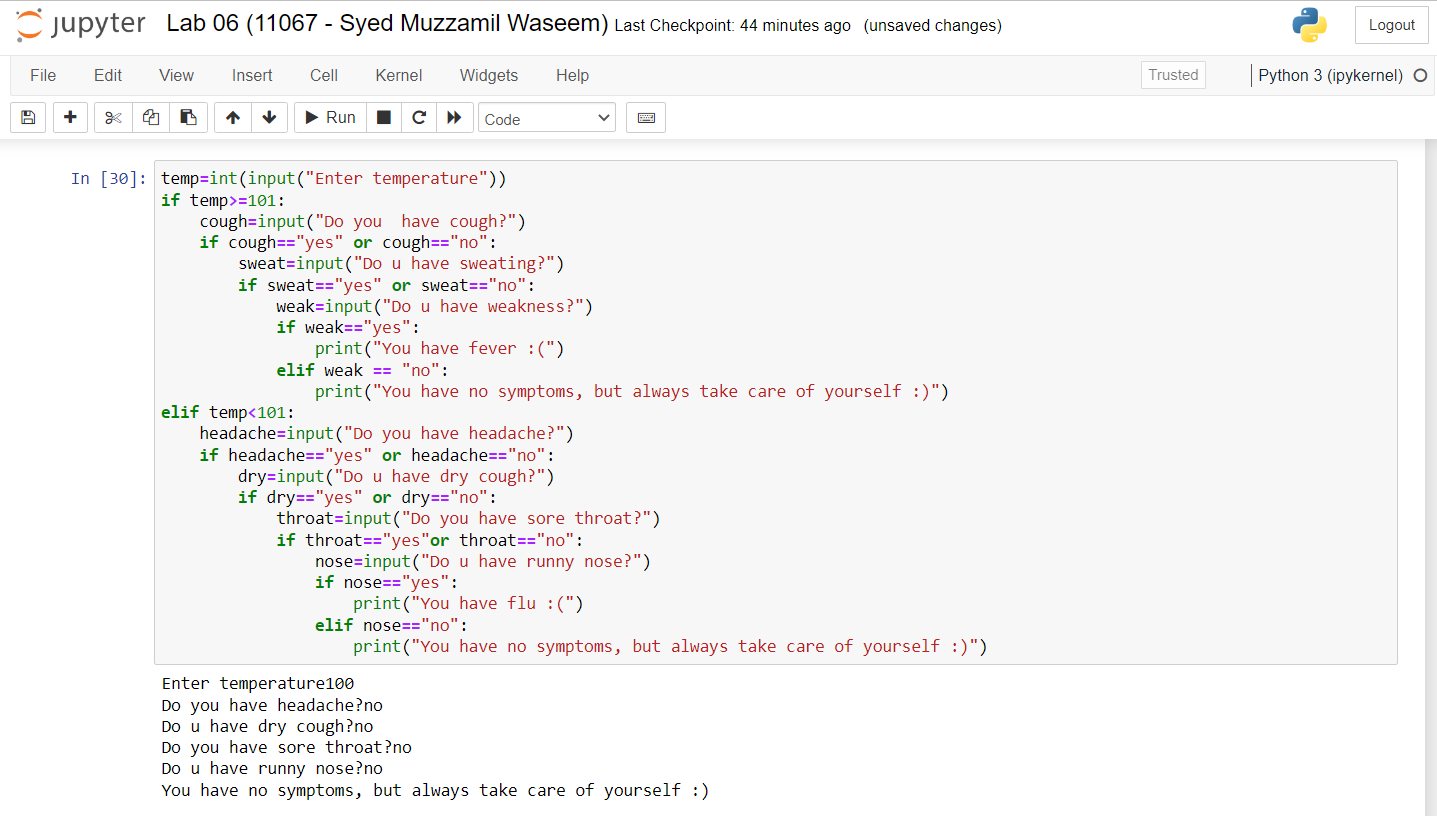 jupyter Lab 06 (11067 - Syed Muzzamil Waseem) Last Checkpoint: 44 minutes ago (unsaved changes) Logout
File Edit View Insert Cell Kernel Widgets Help Trusted Python 3 (ipykernel)
Run Code
In [30]: temp=int(input("Enter temperature"))
if temp>=101:
    cough=input("Do you  have cough?")
    if cough=="yes" or cough=="no":
        sweat=input("Do u have sweating?")
        if sweat=="yes" or sweat=="no":
            weak=input("Do u have weakness?")
            if weak=="yes":
                print("You have fever :(")
            elif weak == "no":
                print("You have no symptoms, but always take care of yourself :)")
elif temp<101:
    headache=input("Do you have headache?")
    if headache=="yes" or headache=="no":
        dry=input("Do u have dry cough?")
        if dry=="yes" or dry=="no":
            throat=input("Do you have sore throat?")
            if throat=="yes"or throat=="no":
                nose=input("Do u have runny nose?")
                if nose=="yes":
                    print("You have flu :(")
                elif nose=="no":
                    print("You have no symptoms, but always take care of yourself :)")
Enter temperature100
Do you have headache?no
Do u have dry cough?no
Do you have sore throat?no
Do u have runny nose?no
You have no symptoms, but always take care of yourself :)